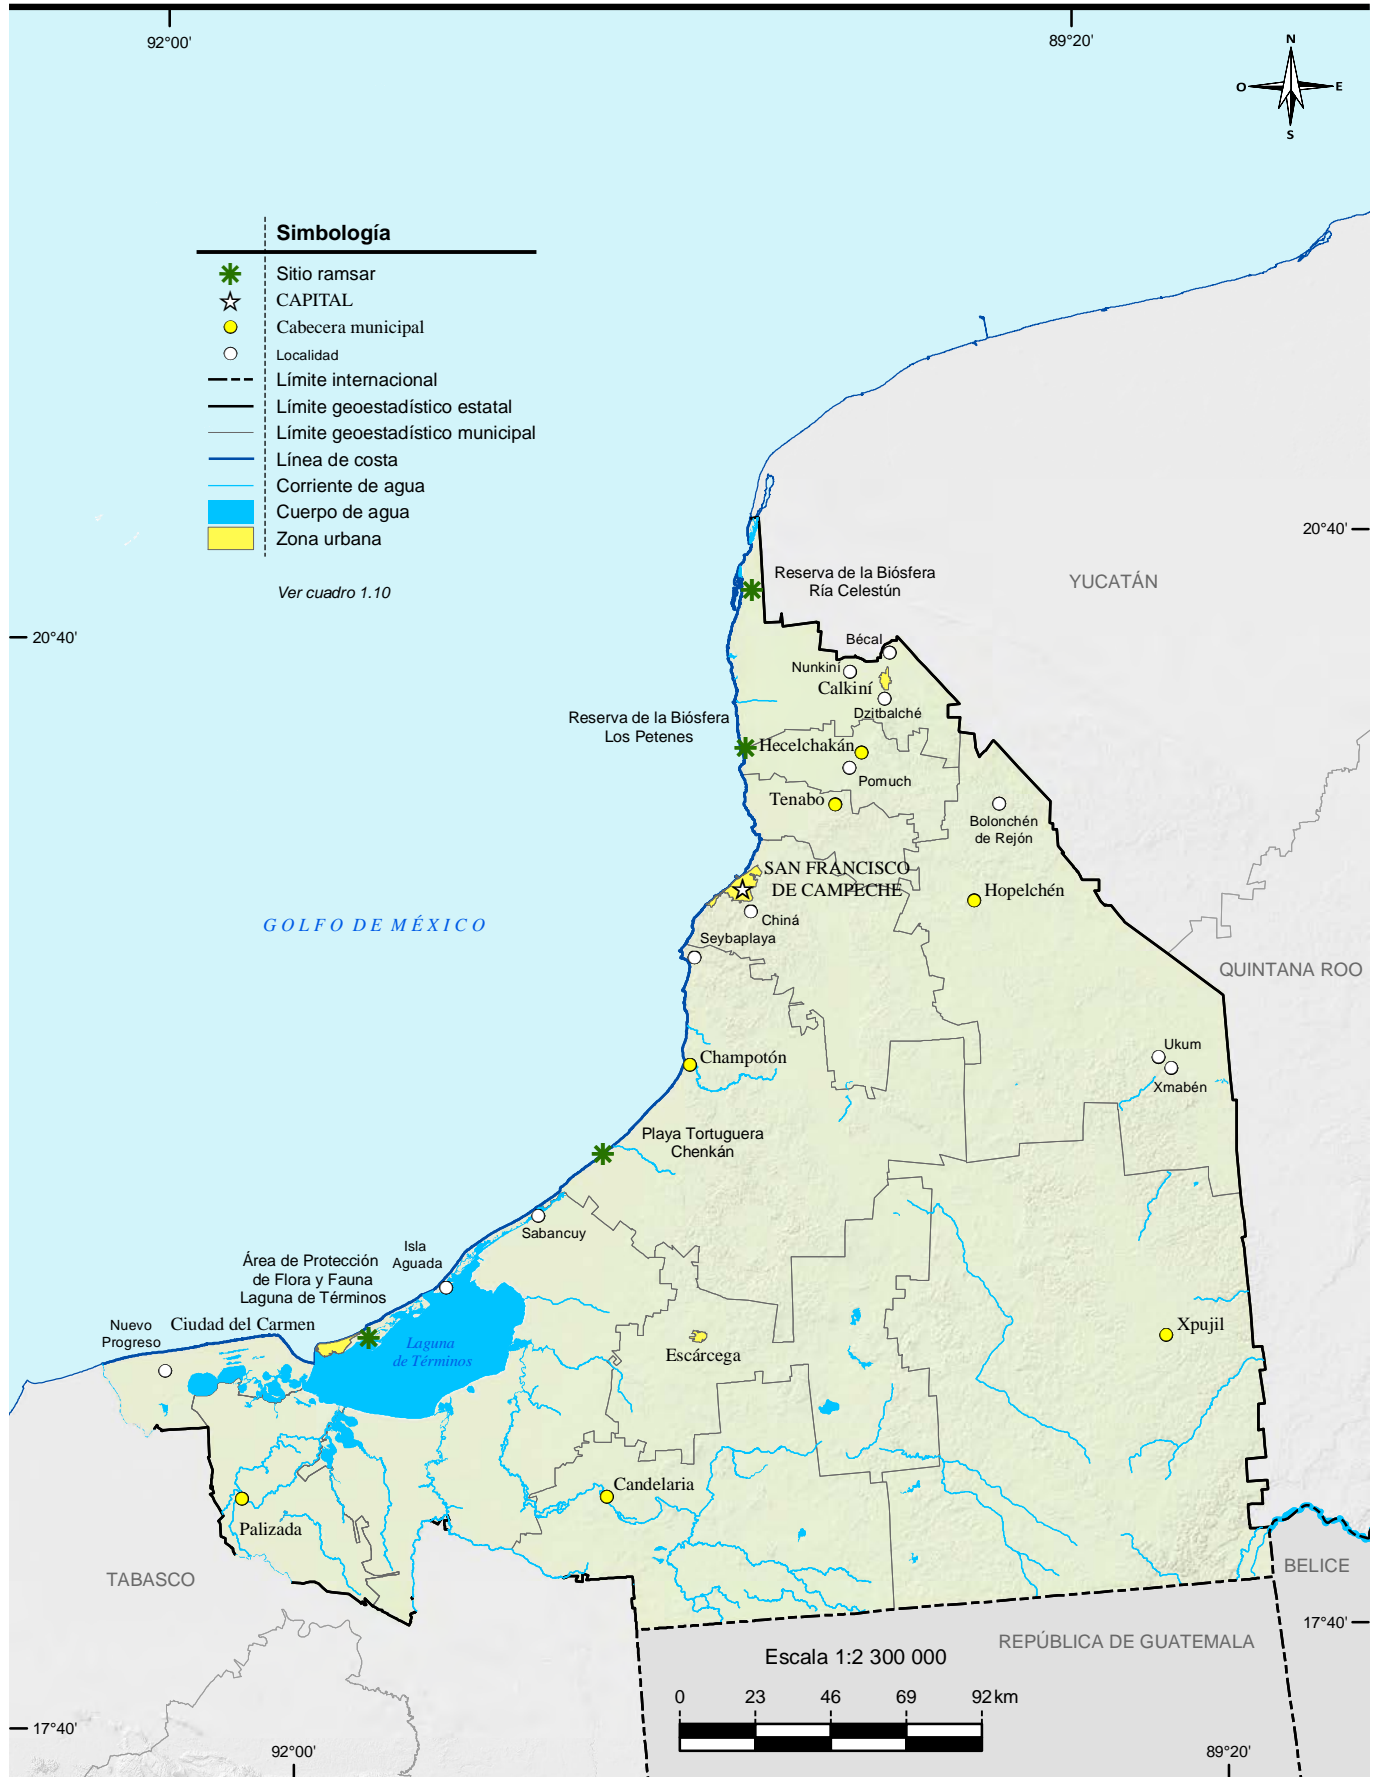 92°00'
89°20'
N
O
E
S
Simbología
Sitio ramsar
CAPITAL
Cabecera municipal
Localidad
Límite internacional
Límite geoestadístico estatal
Límite geoestadístico municipal
Línea de costa
Corriente de agua
Cuerpo de agua
Zona urbana
Ver cuadro 1.10
20°40'
Reserva de la Biósfera
Ría Celestún
YUCATÁN
20°40'
Bécal
Nunkiní
Calkiní
Dzitbalché
Reserva de la Biósfera
Los Petenes
Hecelchakán
Pomuch
Tenabo
Bolonchén
de Rejón
SAN FRANCISCO
DE CAMPECHE
Hopelchén
Chiná
GOLFO DE MÉXICO
Seybaplaya
QUINTANA ROO
Ukum
Champotón
Xmabén
Playa Tortuguera
Chenkán
Sabancuy
Isla
Aguada
Área de Protección
de Flora y Fauna
Laguna de Términos
Nuevo
Progreso
Ciudad del Carmen
Xpujil
Laguna
de Términos
Escárcega
Candelaria
Palizada
BELICE
TABASCO
17°40'
REPÚBLICA DE GUATEMALA
Escala 1:2 300 000
0 23 46 69 92 km
17°40'
92°00'
89°20'